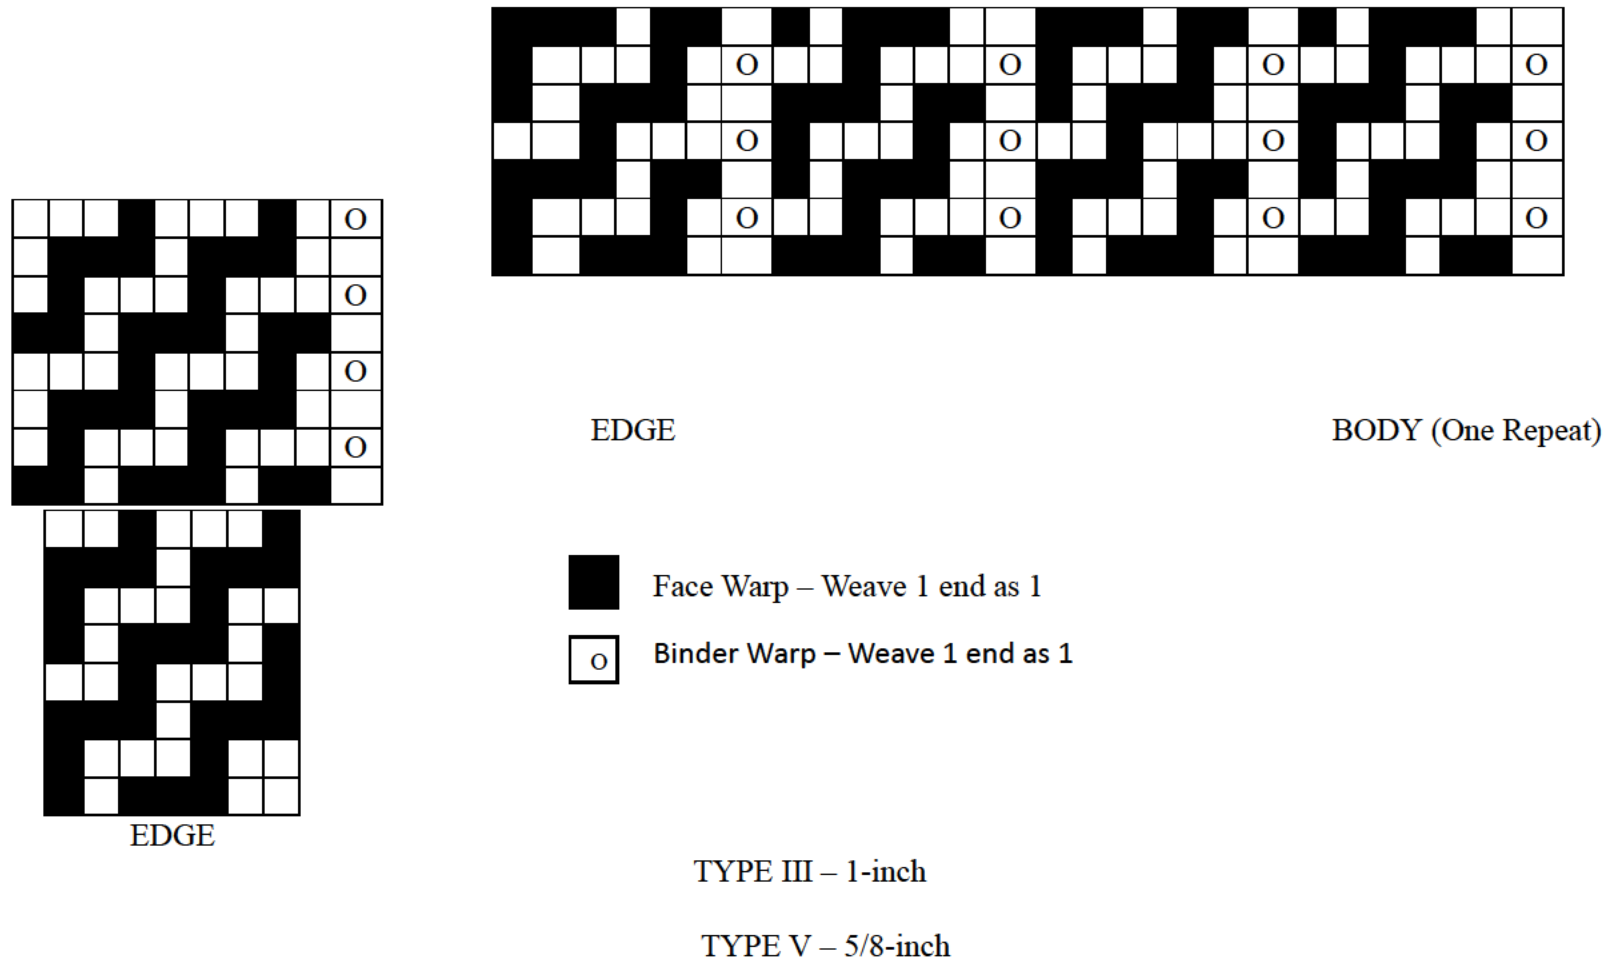 O O O O
O O O O
O O O O
O
O
O
O
EDGE BODY (One Repeat)
Face Warp – Weave 1 end as 1
O Binder Warp – Weave 1 end as 1
EDGE
TYPE III – 1-inch
TYPE V – 5/8-inch